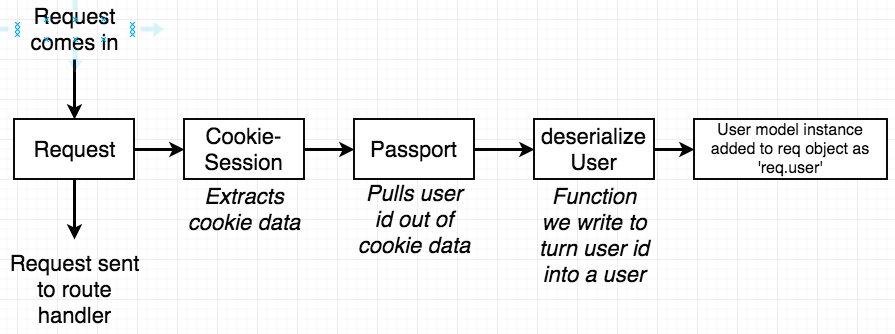 Request
comes in
Request
Cookie-
Session
Passport
deserialize
User
User model instance
added to req object as
'req.user'
Extracts
cookie data
Pulls user
id out of
cookie data
Function
we write to
turn user id
into a user
Request sent
to route
handler